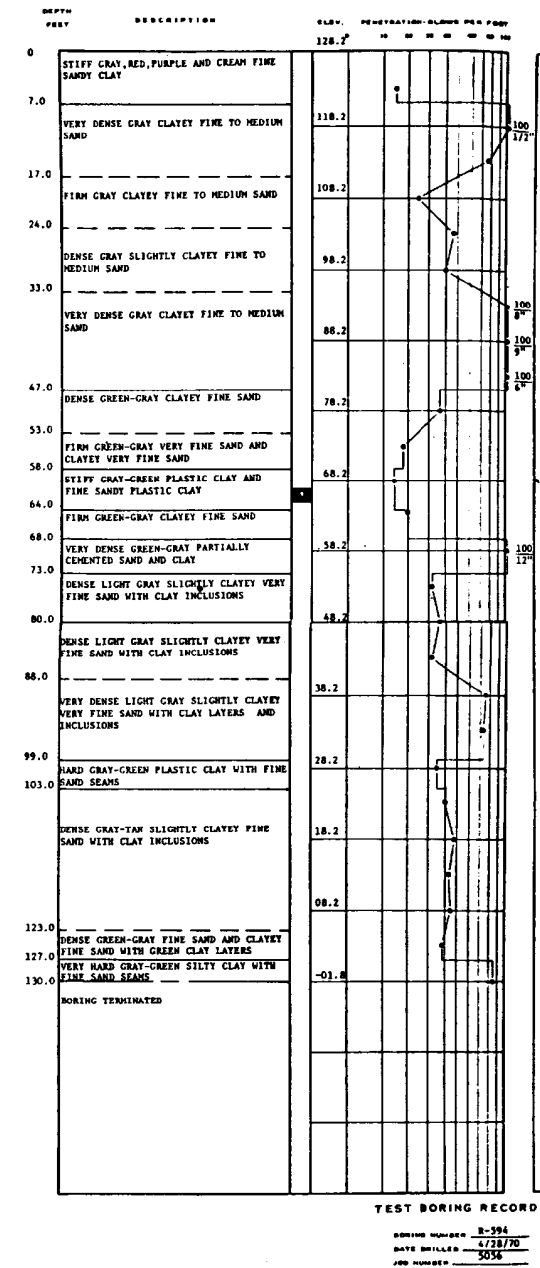 DEPTH
FEET
DESCRIPTION
ELEV.
PENETRATION-BLOWS PER FOOT
128.2
0
STIFF GRAY,RED,PURPLE AND CREAM FINE
SANDY CLAY
7.0
VERY DENSE GRAY CLAYEY FINE TO MEDIUM
SAND
118.2
100
1/2"
17.0
FIRM GRAY CLAYEY FINE TO MEDIUM SAND
108.2
24.0
DENSE GRAY SLIGHTLY CLAYEY FINE TO
MEDIUM SAND
98.2
33.0
VERY DENSE GRAY CLAYEY FINE TO MEDIUM
SAND
100
8"
88.2
100
9"
100
6"
47.0
DENSE GREEN-GRAY CLAYEY FINE SAND
78.2
53.0
FIRM GREEN-GRAY VERY FINE SAND AND
CLAYEY VERY FINE SAND
58.0
STIFF GRAY-GREEN PLASTIC CLAY AND
FINE SANDY PLASTIC CLAY
68.2
64.0
FIRM GREEN-GRAY CLAYEY FINE SAND
68.0
VERY DENSE GREEN-GRAY PARTIALLY
CEMENTED SAND AND CLAY
58.2
100
12"
73.0
DENSE LIGHT GRAY SLIGHTLY CLAYEY VERY
FINE SAND WITH CLAY INCLUSIONS
80.0
48.2
DENSE LIGHT GRAY SLIGHTLY CLAYEY VERY
FINE SAND WITH CLAY INCLUSIONS
88.0
VERY DENSE LIGHT GRAY SLIGHTLY CLAYEY
VERY FINE SAND WITH CLAY LAYERS AND
INCLUSIONS
38.2
99.0
HARD GRAY-GREEN PLASTIC CLAY WITH FINE
SAND SEAMS
28.2
103.0
DENSE GRAY-TAN SLIGHTLY CLAYEY FINE
SAND WITH CLAY INCLUSIONS
18.2
08.2
123.0
DENSE GREEN-GRAY FINE SAND AND CLAYEY
FINE SAND WITH GREEN CLAY LAYERS
127.0
VERY HARD GRAY-GREEN SILTY CLAY WITH
FINE SAND SEAMS
-01.8
130.0
BORING TERMINATED
TEST BORING RECORD
BORING NUMBER R-594
DATE DRILLED 4/28/70
JOB NUMBER 5036